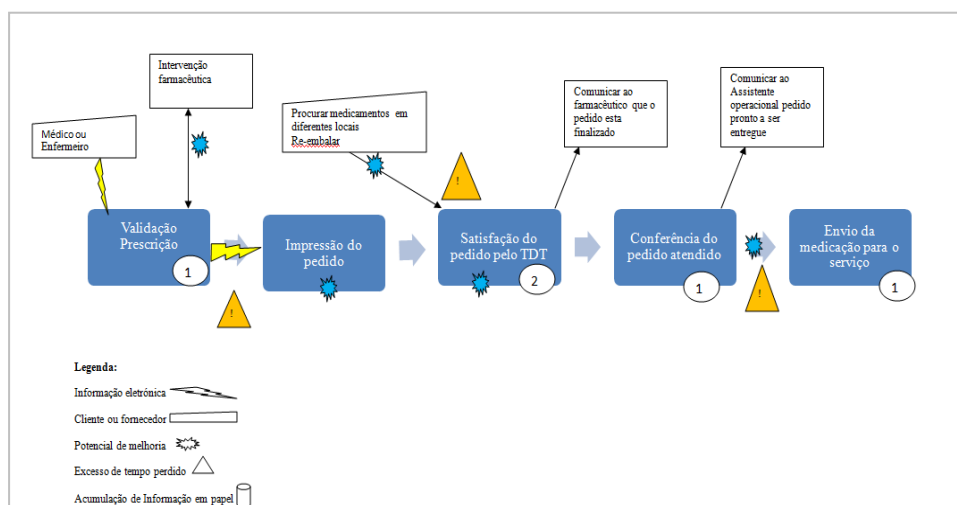 Intervenção
farmacêutica
Médico ou
Enfermeiro
Procurar medicamentos em
diferentes locais
Re-embalar
!
Comunicar ao
farmacêutico que o
pedido esta
finalizado
Comunicar ao
Assistente
operacional pedido
pronto a ser
entregue
Validação
Prescrição
1
!
Impressão do
pedido
Satisfação do
pedido pelo TDT
2
Conferência do
pedido atendido
1
!
Envio da
medicação para o
serviço
1
Legenda:
Informação eletrónica
Cliente ou fornecedor
Potencial de melhoria
Excesso de tempo perdido
Acumulação de Informação em papel